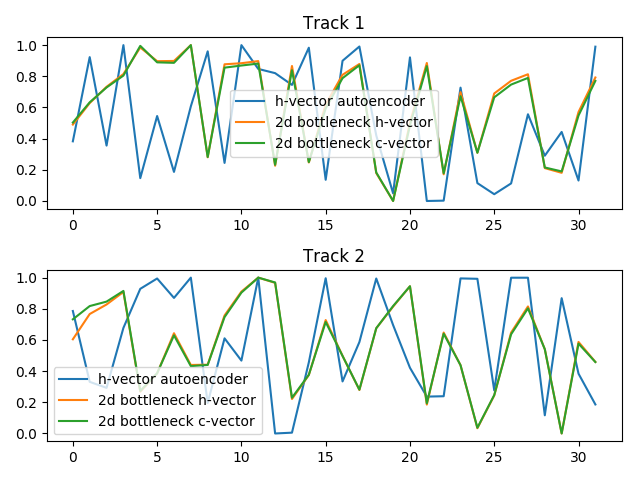 Track 1
1.0
0.8
0.6
0.4
0.2
0.0
h-vector autoencoder
2d bottleneck h-vector
2d bottleneck c-vector
0 5 10 15 20 25 30
Track 2
1.0
0.8
0.6
0.4
0.2
0.0
h-vector autoencoder
2d bottleneck h-vector
2d bottleneck c-vector
0 5 10 15 20 25 30